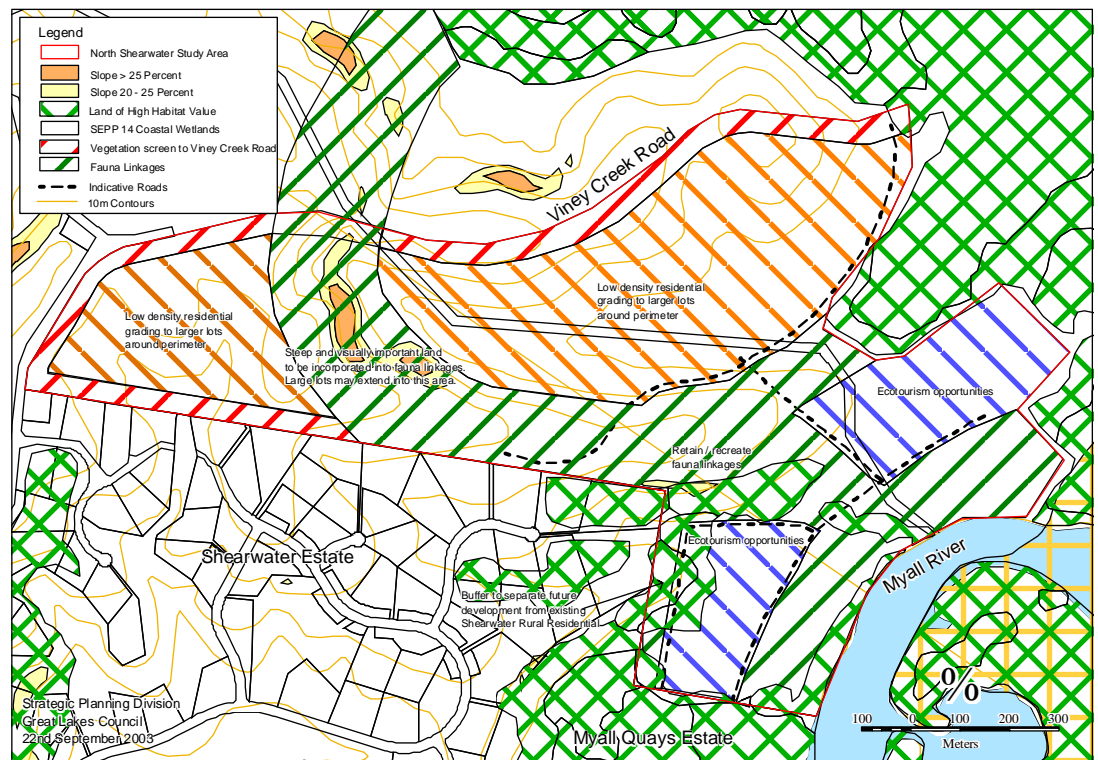 Legend
North Shearwater Study Area
Slope > 25 Percent
Slope 20 - 25 Percent
Land of High Habitat Value
SEPP 14 Coastal Wetlands
Vegetation screen to Viney Creek Road
Fauna Linkages
Indicative Roads
10m Contours
Viney Creek Road
Low density residential
grading to larger lots
around perimeter
Low density residential
grading to larger lots
around perimeter
Steep and visually important land
to be incorporated into fauna linkages.
Large lots may extend into this area.
Ecotourism opportunities
Retain / recreate
fauna linkages
Ecotourism opportunities
Shearwater Estate
Myall River
Buffer to separate future
development from existing
Shearwater Rural Residential
Strategic Planning Division
Great Lakes Council
22nd September 2003
Myall Quays Estate
%
100 0 100 200 300
Meters